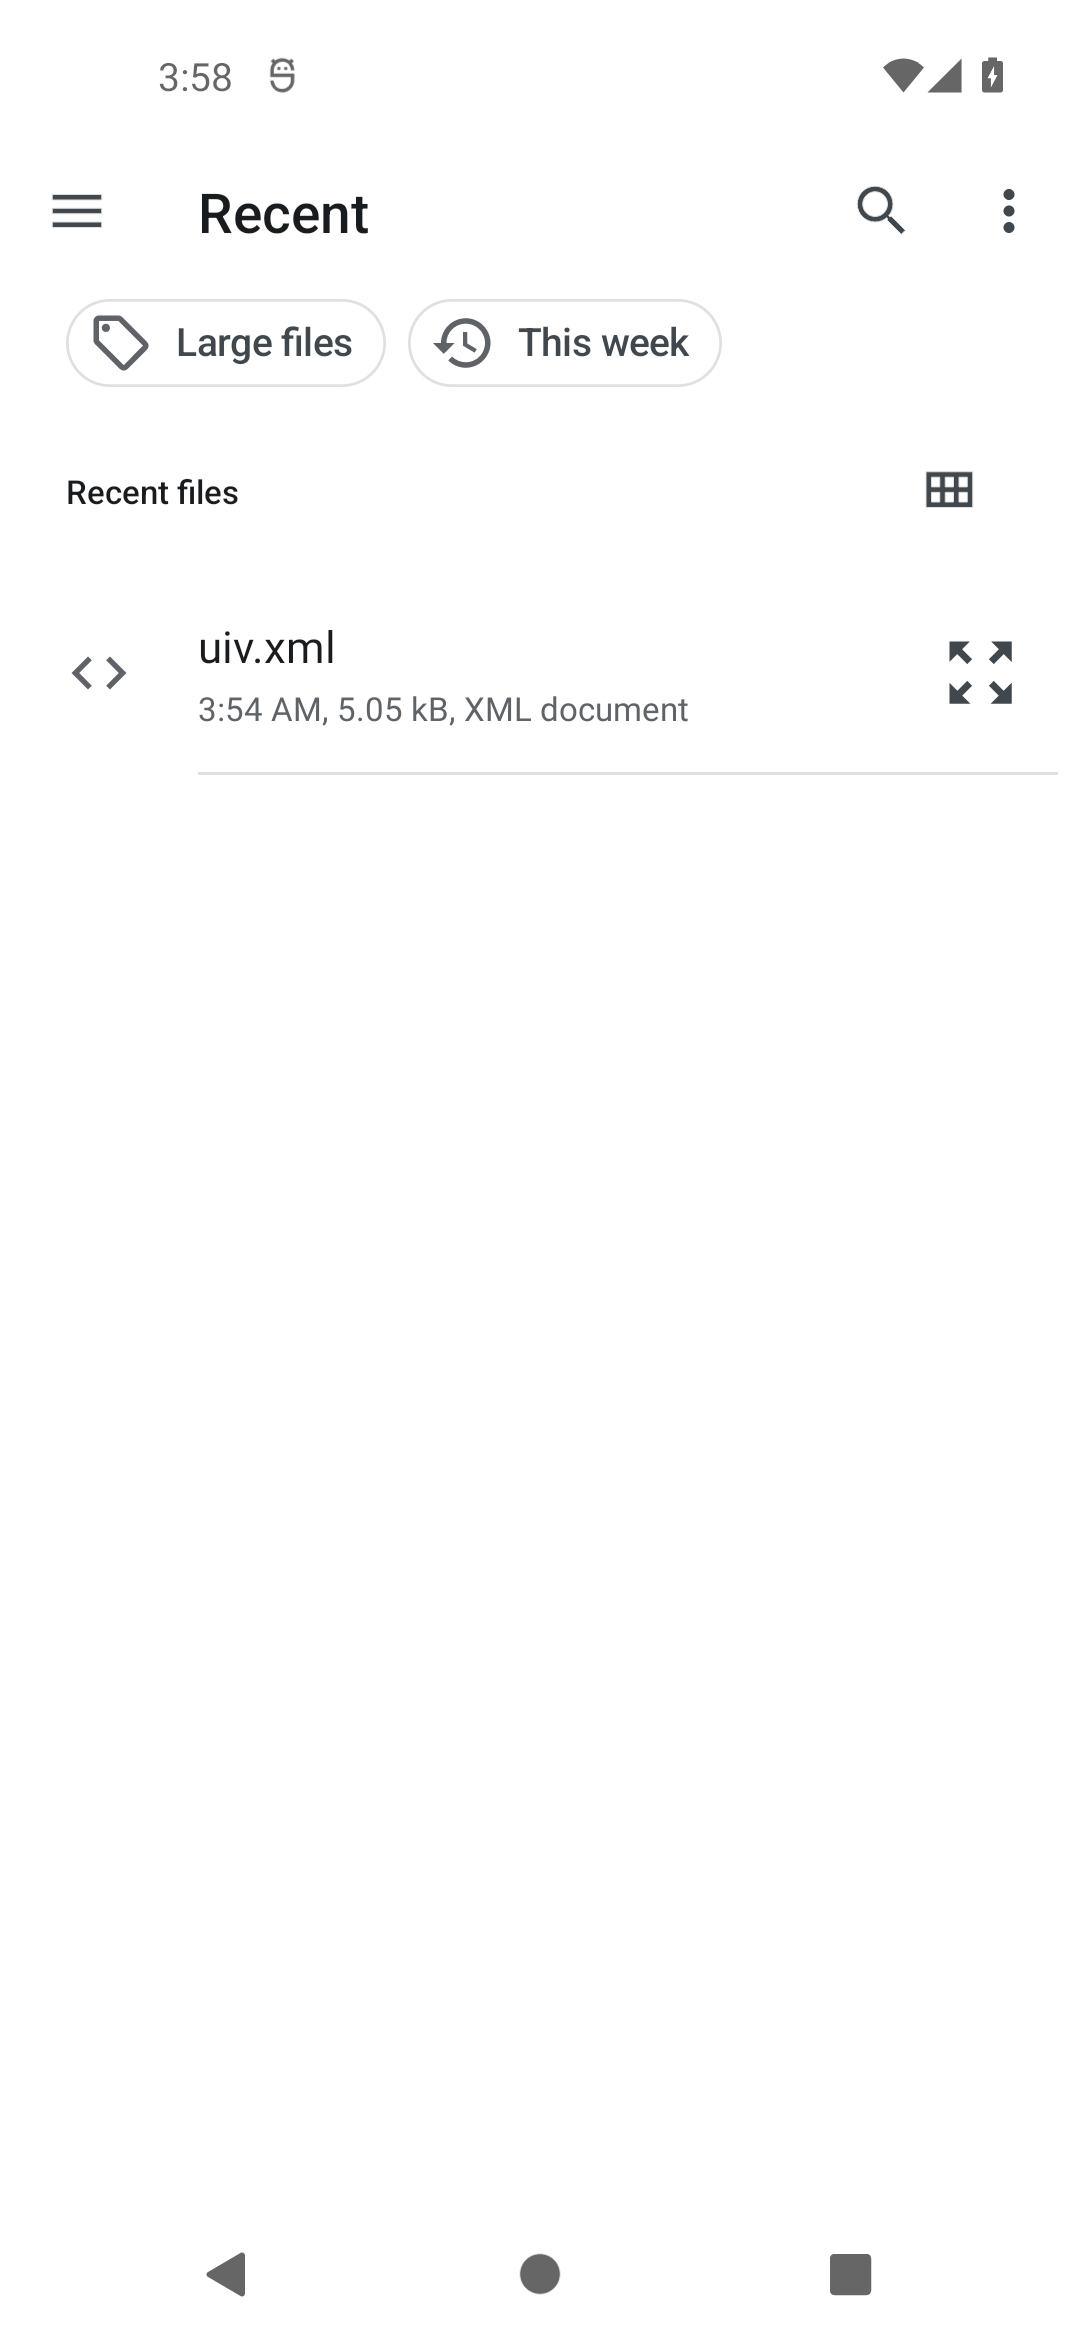 3:58
Recent
Large files
This week
Recent files
uiv.xml
3:54 AM, 5.05 kB, XML document